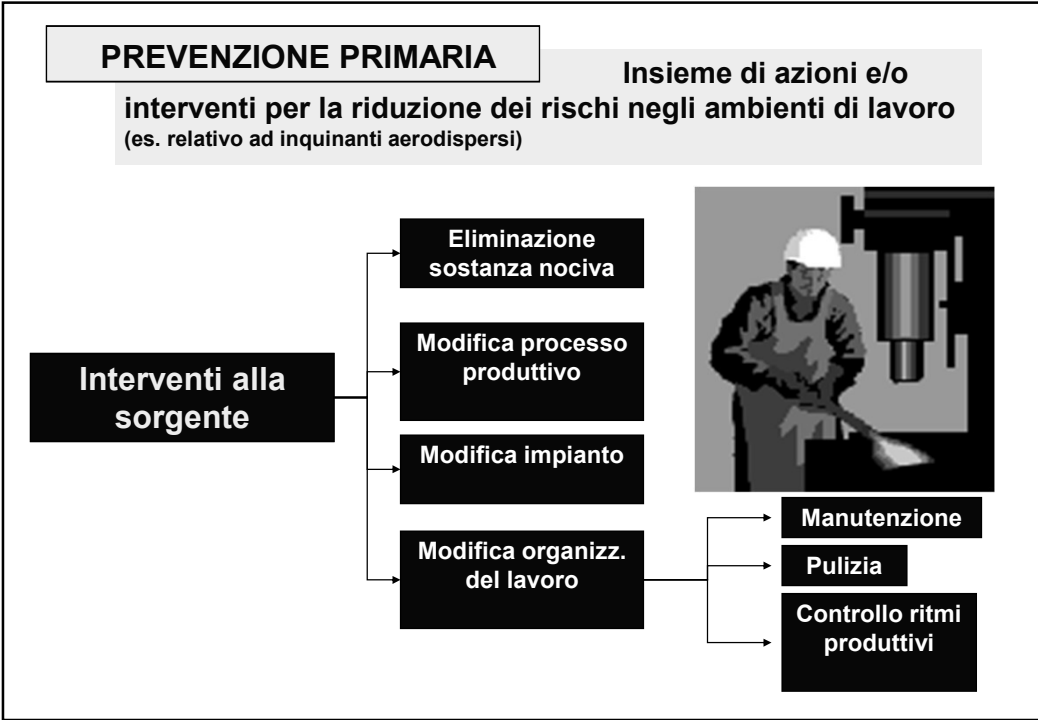 PREVENZIONE PRIMARIA
Insieme di azioni e/o
interventi per la riduzione dei rischi negli ambienti di lavoro
(es. relativo ad inquinanti aerodispersi)
Interventi alla
sorgente
Eliminazione
sostanza nociva
Modifica processo
produttivo
Modifica impianto
Modifica organizz.
del lavoro
Manutenzione
Pulizia
Controllo ritmi
produttivi